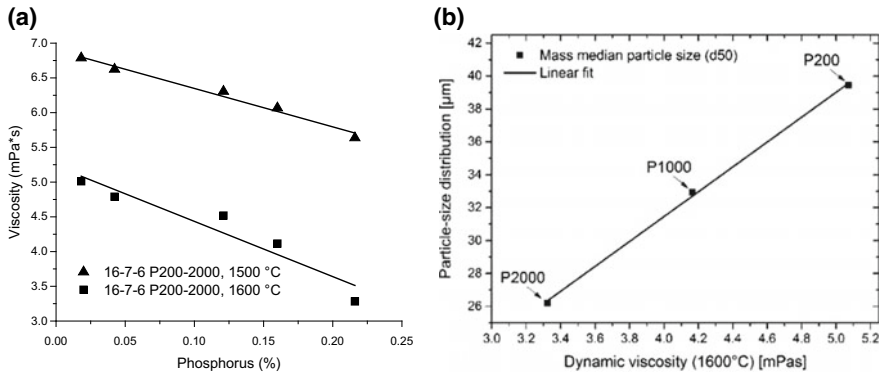 (a)
7.0
6.5
6.0
5.5
5.0
4.5
4.0
3.5
3.0
Viscosity (mPa*s)
16-7-6 P200-2000, 1500 °C
16-7-6 P200-2000, 1600 °C
0.00 0.05 0.10 0.15 0.20 0.25
Phosphorus (%)
(b)
42
40
38
36
34
32
30
28
26
Particle-size distribution [µm]
Mass median particle size (d50)
Linear fit
P200
P1000
P2000
3.0 3.2 3.4 3.6 3.8 4.0 4.2 4.4 4.6 4.8 5.0 5.2
Dynamic viscosity (1600°C) [mPas]